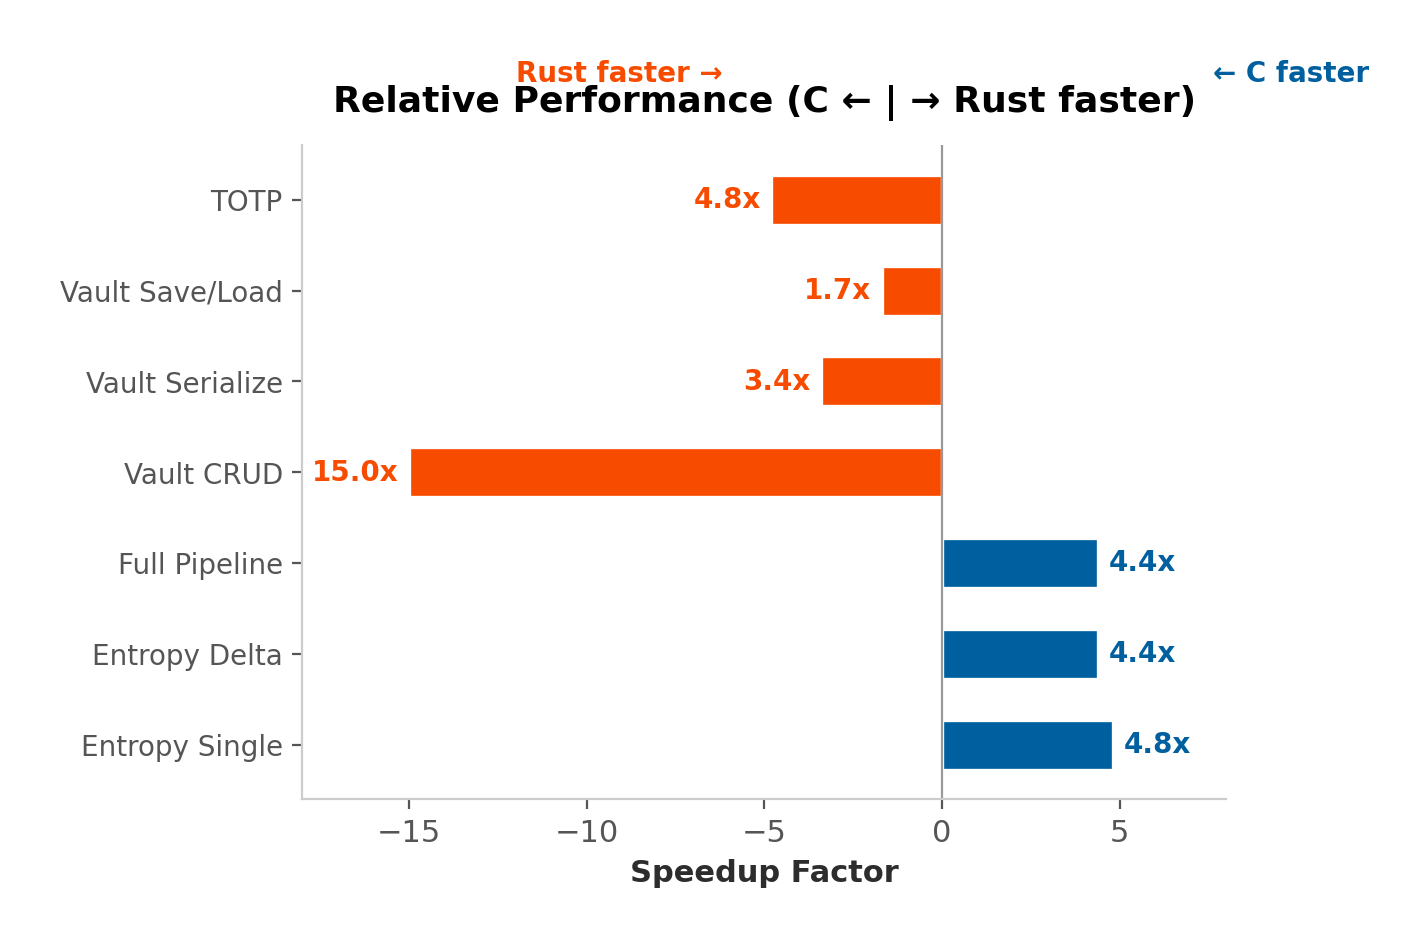 Rust faster →
← C faster
Relative Performance (C ← | → Rust faster)
TOTP
4.8x
Vault Save/Load
1.7x
Vault Serialize
3.4x
Vault CRUD
15.0x
Full Pipeline
4.4x
Entropy Delta
4.4x
Entropy Single
4.8x
−15
−10
−5
0
5
Speedup Factor